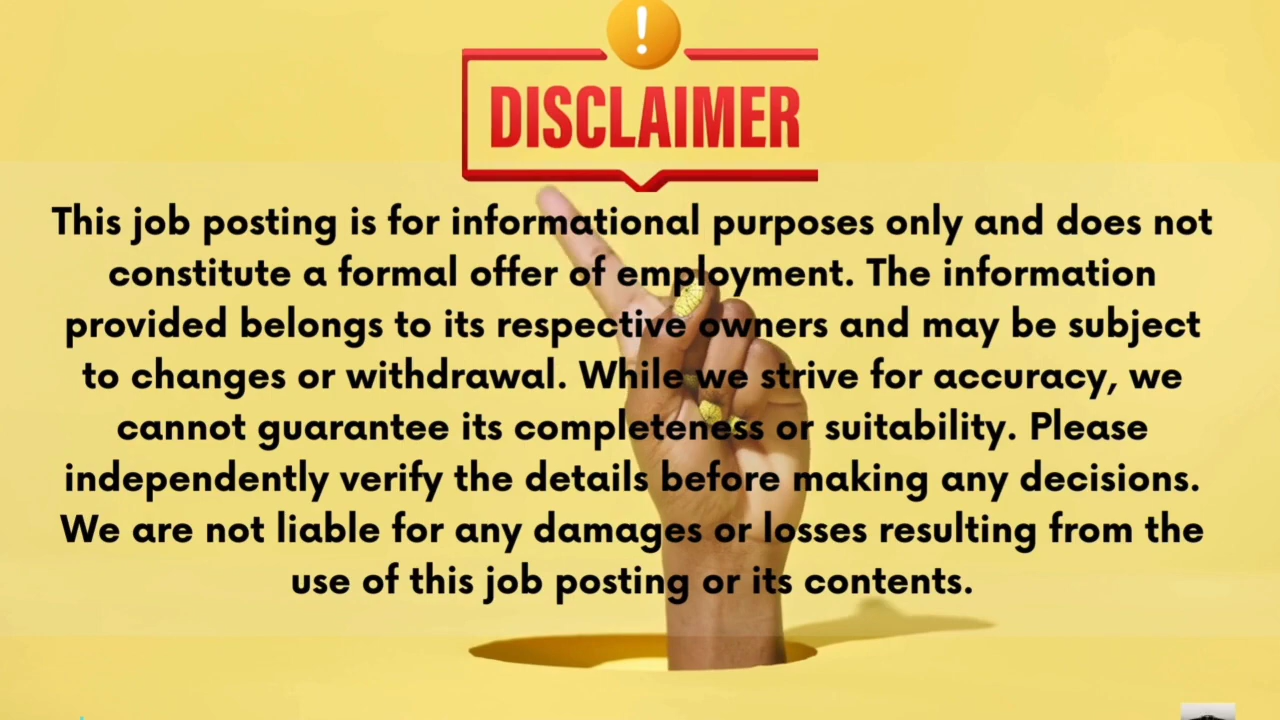 !
DISCLAIMER
This job posting is for informational purposes only and does not
constitute a formal offer of employment. The information
provided belongs to its respective owners and may be subject
to changes or withdrawal. While we strive for accuracy, we
cannot guarantee its completeness or suitability. Please
independently verify the details before making any decisions.
We are not liable for any damages or losses resulting from the
use of this job posting or its contents.